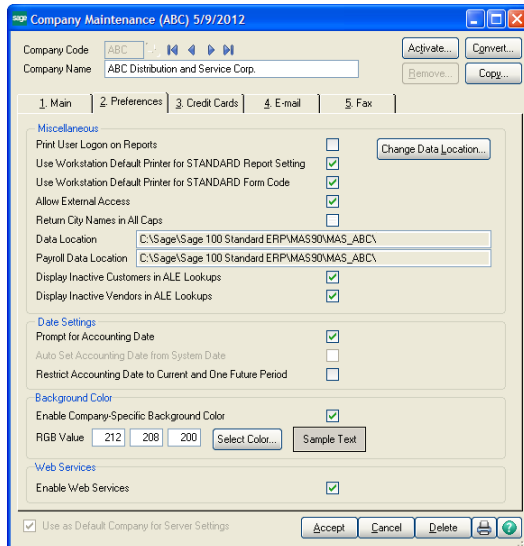 sage Company Maintenance (ABC) 5/9/2012
Company Code ABC Activate... Convert...
Company Name ABC Distribution and Service Corp. Remove... Copy...
1. Main 2. Preferences 3. Credit Cards 4. E-mail 5. Fax
Miscellaneous
Print User Logon on Reports Change Data Location...
Use Workstation Default Printer for STANDARD Report Setting
Use Workstation Default Printer for STANDARD Form Code
Allow External Access
Return City Names in All Caps
Data Location C:\Sage\Sage 100 Standard ERP\MAS90\MAS_ABC\
Payroll Data Location C:\Sage\Sage 100 Standard ERP\MAS90\MAS_ABC\
Display Inactive Customers in ALE Lookups
Display Inactive Vendors in ALE Lookups
Date Settings
Prompt for Accounting Date
Auto Set Accounting Date from System Date
Restrict Accounting Date to Current and One Future Period
Background Color
Enable Company-Specific Background Color
RGB Value 212 208 200 Select Color... Sample Text
Web Services
Enable Web Services
Use as Default Company for Server Settings Accept Cancel Delete